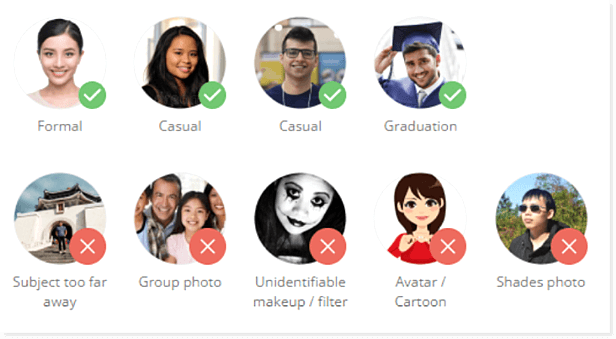 Formal
Casual
Casual
Graduation
Subject too far
away
Group photo
Unidentifiable
makeup / filter
Avatar /
Cartoon
Shades photo